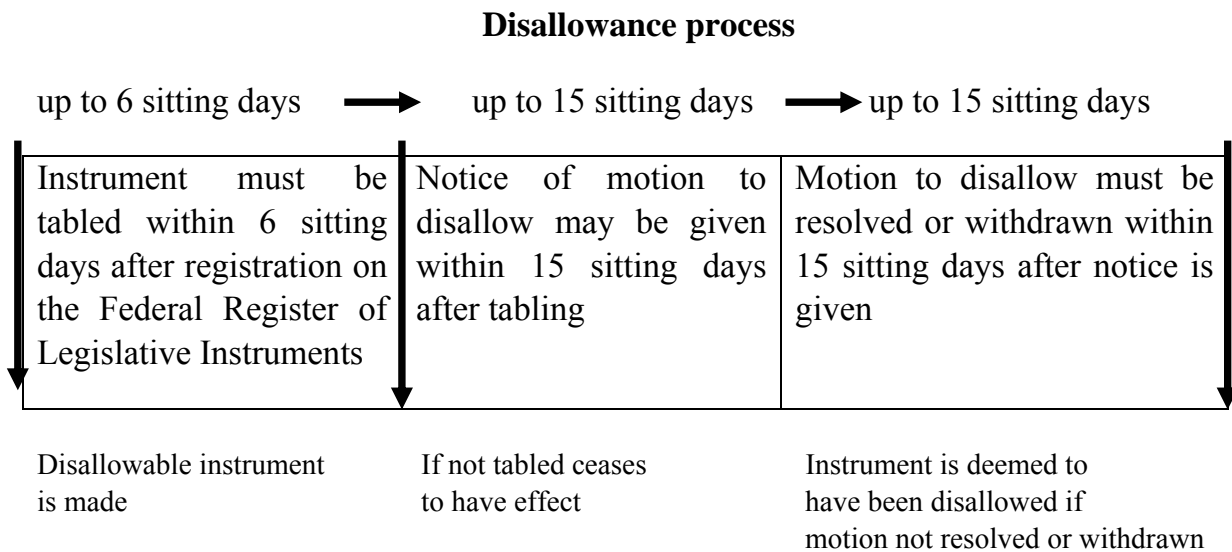 Disallowance process
up to 6 sitting days
up to 15 sitting days
up to 15 sitting days
Instrument must be
tabled within 6 sitting
days after registration on
the Federal Register of
Legislative Instruments
Notice of motion to
disallow may be given
within 15 sitting days
after tabling
Motion to disallow must be
resolved or withdrawn within
15 sitting days after notice is
given
Disallowable instrument
is made
If not tabled ceases
to have effect
Instrument is deemed to
have been disallowed if
motion not resolved or withdrawn